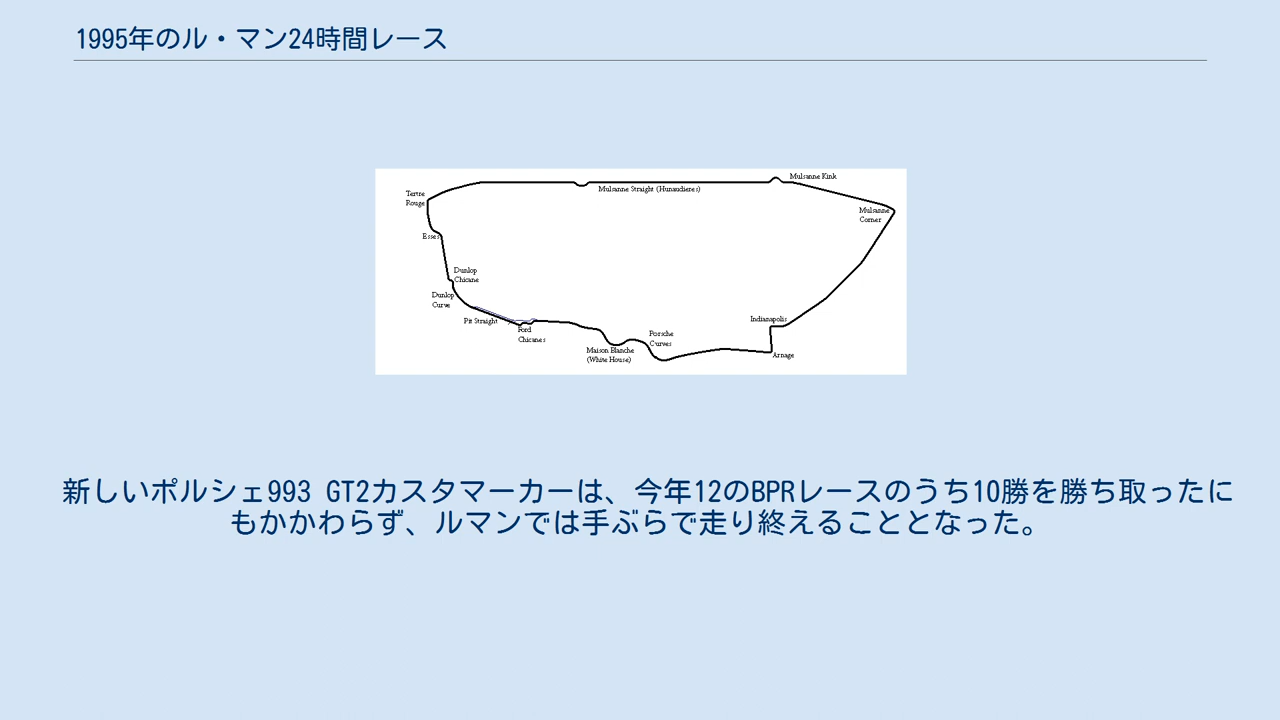 1995年のル・マン24時間レース
Mulsanne Kink
Mulsanne Straight (Hunaudieres)
Tertre
Rouge
Mulsanne
Corner
Esses
Dunlop
Chicane
Dunlop
Curve
Pit Straight
Ford
Chicanes
Indianapolis
Porsche
Curves
Maison Blanche
(White House)
Arnage
新しいポルシェ993 GT2カスタマーカーは、今年12のBPRレースのうち10勝を勝ち取ったに
もかかわらず、ルマンでは手ぶらで走り終えることとなった。